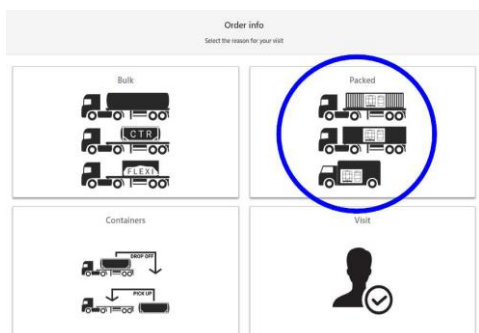 Order info
Select the reason for your visit
Bulk
Packed
CTR
FLEXI
Containers
Visit
DROP OFF
PICK UP